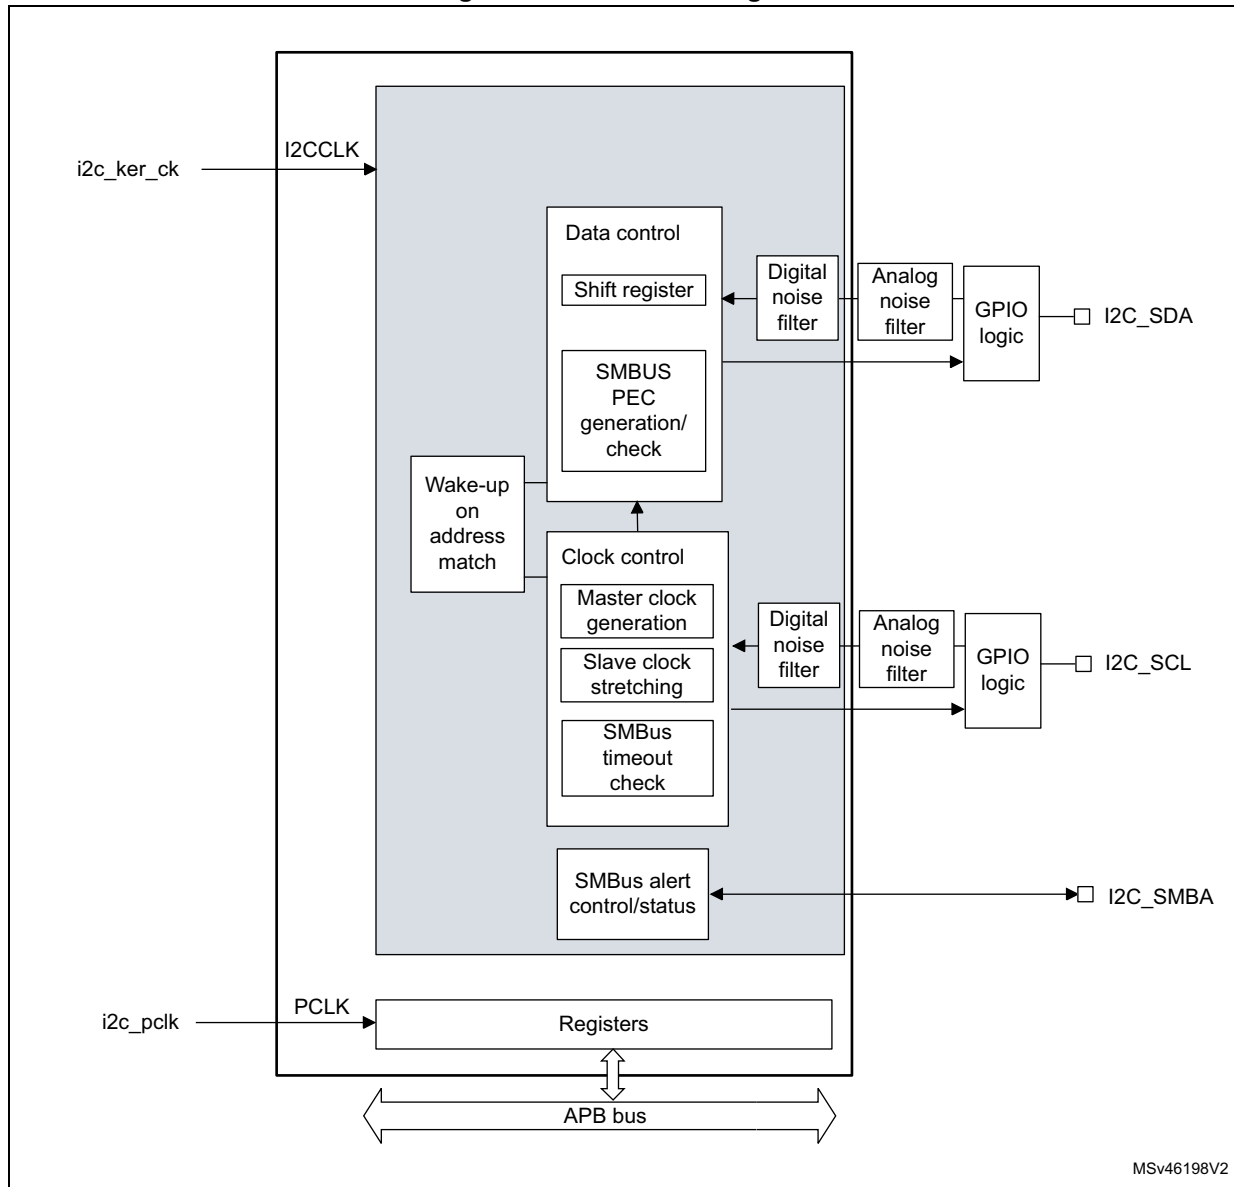 I2CCLK
i2c_ker_ck
Data control
Shift register
SMBUS
PEC
generation/
check
Digital
noise
filter
Analog
noise
filter
GPIO
logic
I2C_SDA
Wake-up
on
address
match
Clock control
Master clock
generation
Slave clock
stretching
SMBus
timeout
check
Digital
noise
filter
Analog
noise
filter
GPIO
logic
I2C_SCL
SMBus alert
control/status
I2C_SMBA
PCLK
i2c_pclk
Registers
APB bus
MSv46198V2